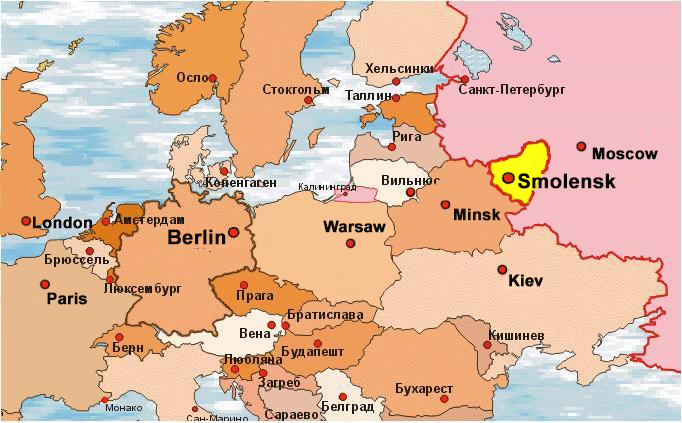 Хельсинки
Осло
Стокгольм
Таллин
Санкт-Петербург
Рига
Moscow
Копенгаген
Калининград
Вильнюс
Smolensk
Minsk
London
Амстердам
Berlin
Warsaw
Брюссель
Kiev
Paris
Люксембург
Прага
Братислава
Вена
Кишинев
Берн
Будапешт
Любляна
Загреб
Бухарест
Монако
Белград
Сан-Марино
Сараево